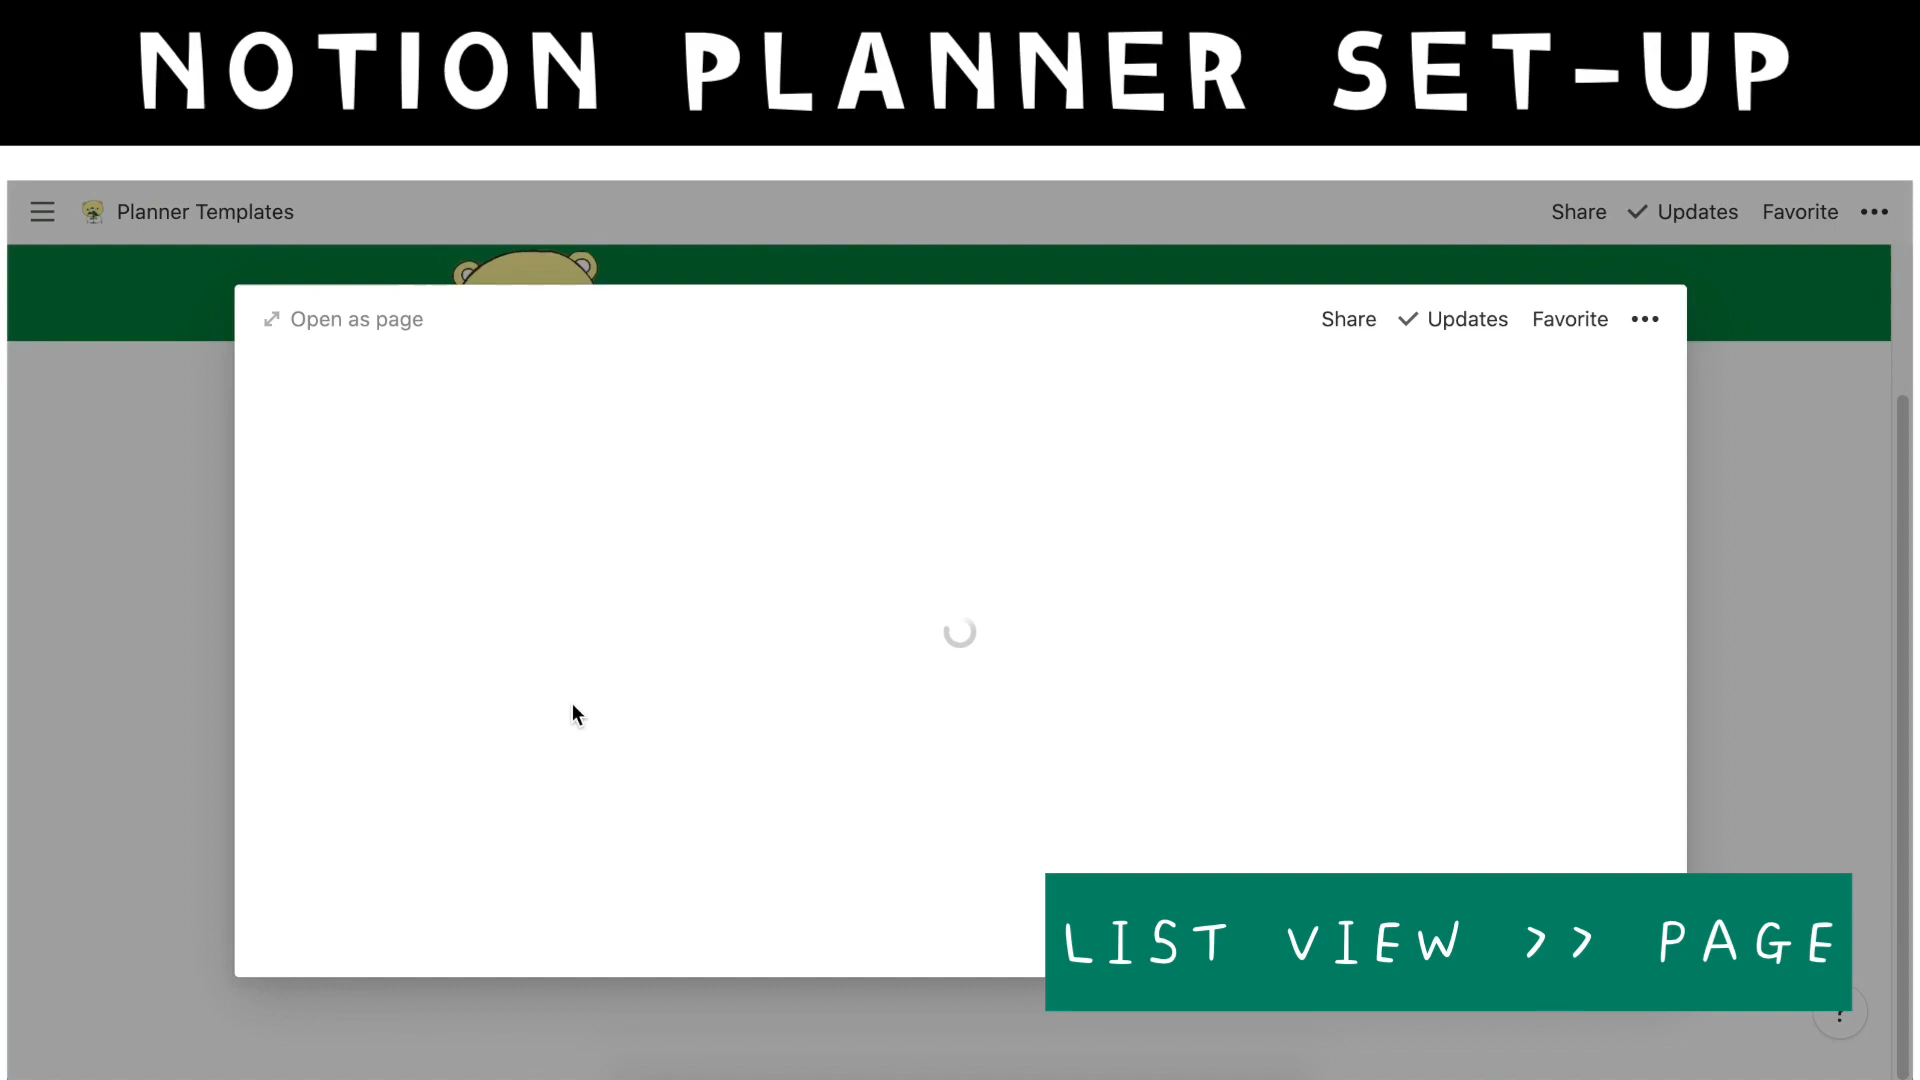 NOTION PLANNER SET-UP
Planner Templates
Share Updates Favorite
Open as page
Share Updates Favorite
LIST VIEW >> PAGE
?